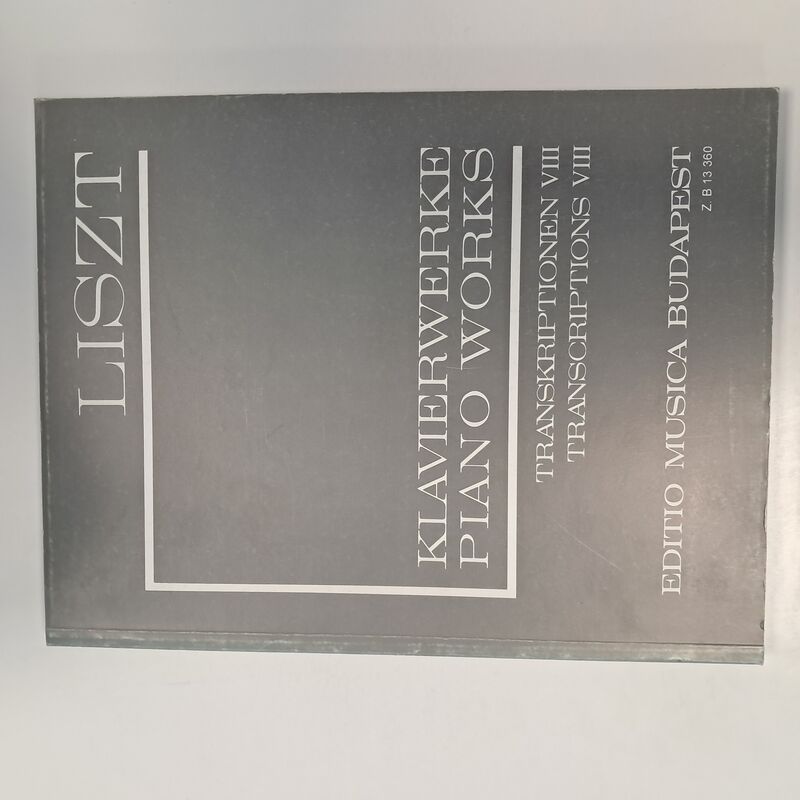 LISZT
KLAVIERWERKE
PIANO WORKS
TRANSKRIPTIONEN VIII
TRANSCRIPTIONS VIII
EDITIO MUSICA BUDAPEST
Z. B 13 360